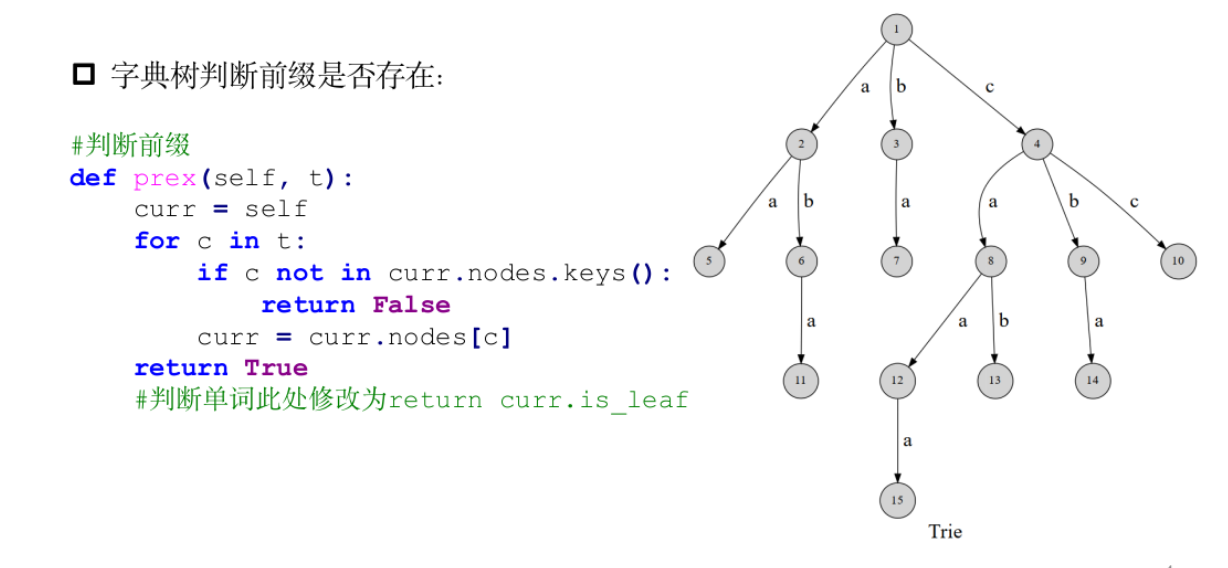 字典树判断前缀是否存在:
#判断前缀
def prex(self, t):
    curr = self
    for c in t:
        if c not in curr.nodes.keys():
            return False
        curr = curr.nodes[c]
    return True
    #判断单词此处修改为return curr.is_leaf
1
a b c
2 3 4
a b a a b c
5 6 7 8 9 10
a a b a
11 12 13 14
a
15
Trie